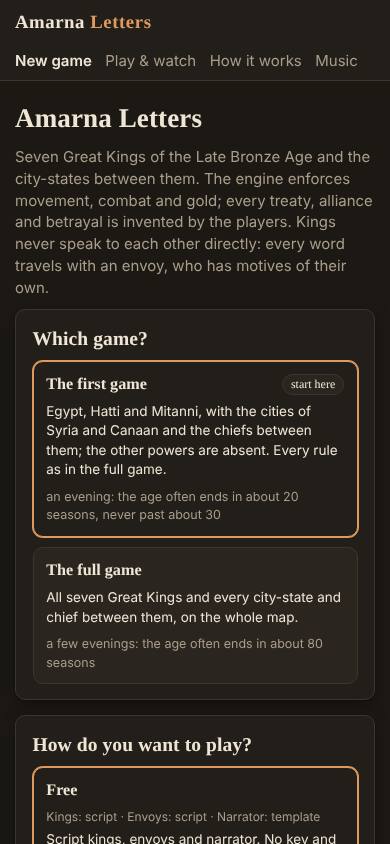 Amarna Letters
New game Play & watch How it works Music
Amarna Letters
Seven Great Kings of the Late Bronze Age and the
city-states between them. The engine enforces
movement, combat and gold; every treaty, alliance
and betrayal is invented by the players. Kings
never speak to each other directly: every word
travels with an envoy, who has motives of their
own.
Which game?
The first game start here
Egypt, Hatti and Mitanni, with the cities of
Syria and Canaan and the chiefs between
them; the other powers are absent. Every rule
as in the full game.
an evening: the age often ends in about 20
seasons, never past about 30
The full game
All seven Great Kings and every city-state and
chief between them, on the whole map.
a few evenings: the age often ends in about 80
seasons
How do you want to play?
Free
Kings: script · Envoys: script · Narrator: template
Script kings, envoys and narrator. No key and